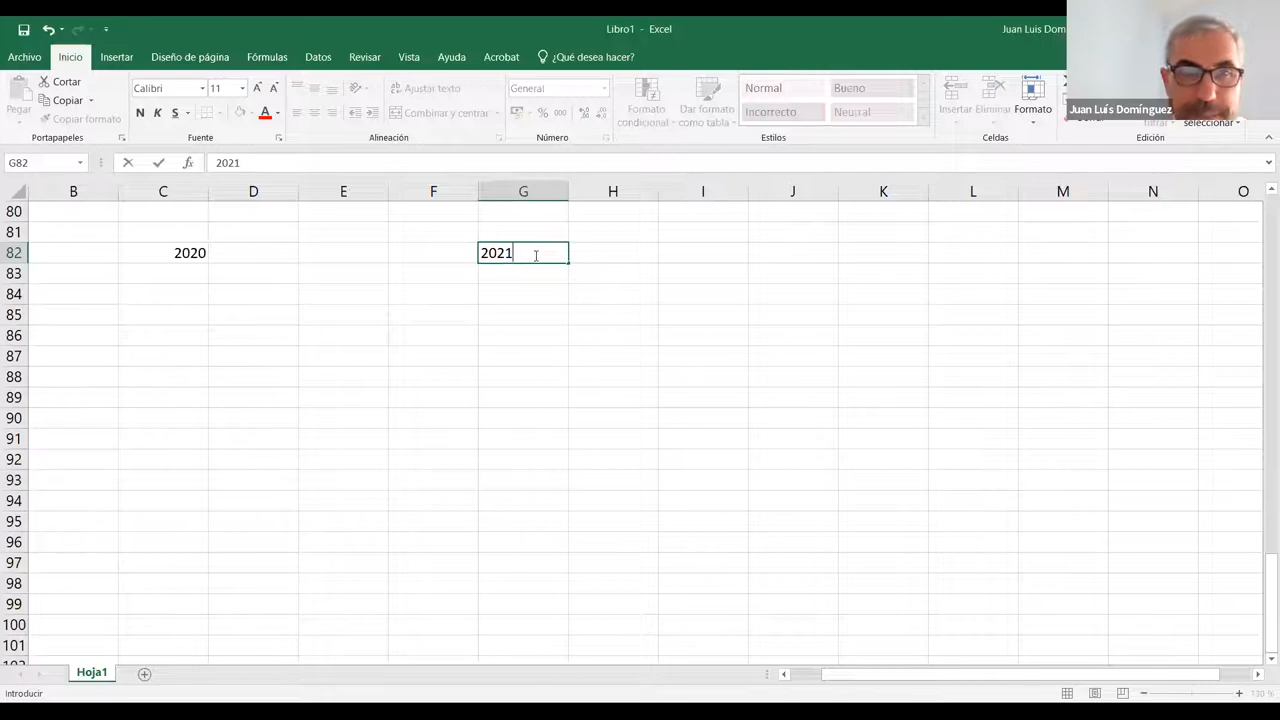 Libro1 - Excel
Juan Luis Dom
Archivo Inicio Insertar Diseño de página Fórmulas Datos Revisar Vista Ayuda Acrobat ¿Qué desea hacer?
Pegar
Cortar
Copiar
Copiar formato
Calibri 11
N K S
Ajustar texto
Combinar y centrar
General
% 000
Formato condicional
Dar formato como tabla
Normal Bueno
Incorrecto Neutral
Insertar Eliminar Formato
seleccionar
Juan Luís Domínguez
Portapapeles Fuente Alineación Número Estilos Celdas Edición
G82 fx 2021
B C D E F G H I J K L M N O
80
81
82 2020 2021
83
84
85
86
87
88
89
90
91
92
93
94
95
96
97
98
99
100
101
Hoja1
Introducir 130 %